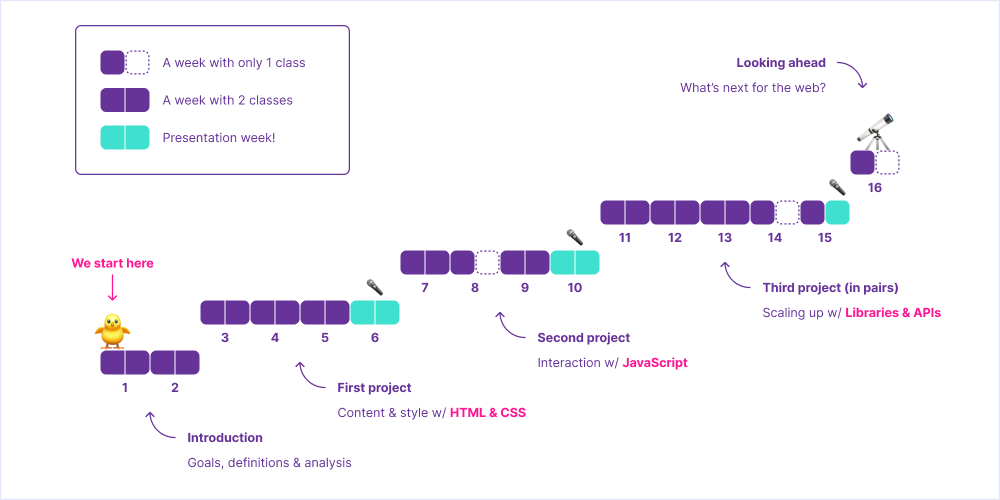 A week with only 1 class
A week with 2 classes
Presentation week!
Looking ahead
What's next for the web?
16
11 12 13 14 15
Third project (in pairs)
Scaling up w/ Libraries & APIs
7 8 9 10
Second project
Interaction w/ JavaScript
We start here
3 4 5 6
First project
Content & style w/ HTML & CSS
1 2
Introduction
Goals, definitions & analysis